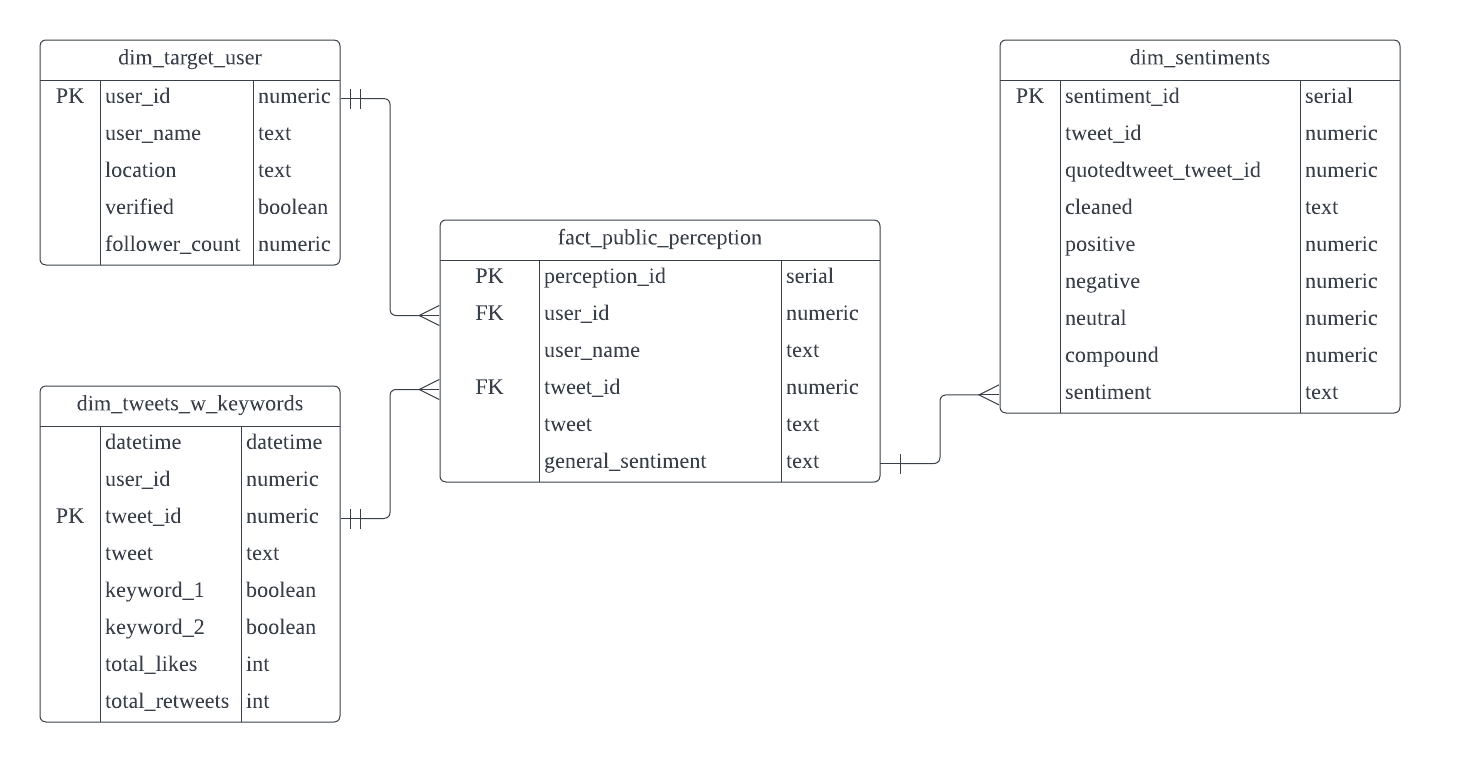 dim_target_user
PK user_id numeric
user_name text
location text
verified boolean
follower_count numeric
dim_tweets_w_keywords
datetime datetime
user_id numeric
PK tweet_id numeric
tweet text
keyword_1 boolean
keyword_2 boolean
total_likes int
total_retweets int
fact_public_perception
PK perception_id serial
FK user_id numeric
user_name text
FK tweet_id numeric
tweet text
general_sentiment text
dim_sentiments
PK sentiment_id serial
tweet_id numeric
quotedtweet_tweet_id numeric
cleaned text
positive numeric
negative numeric
neutral numeric
compound numeric
sentiment text